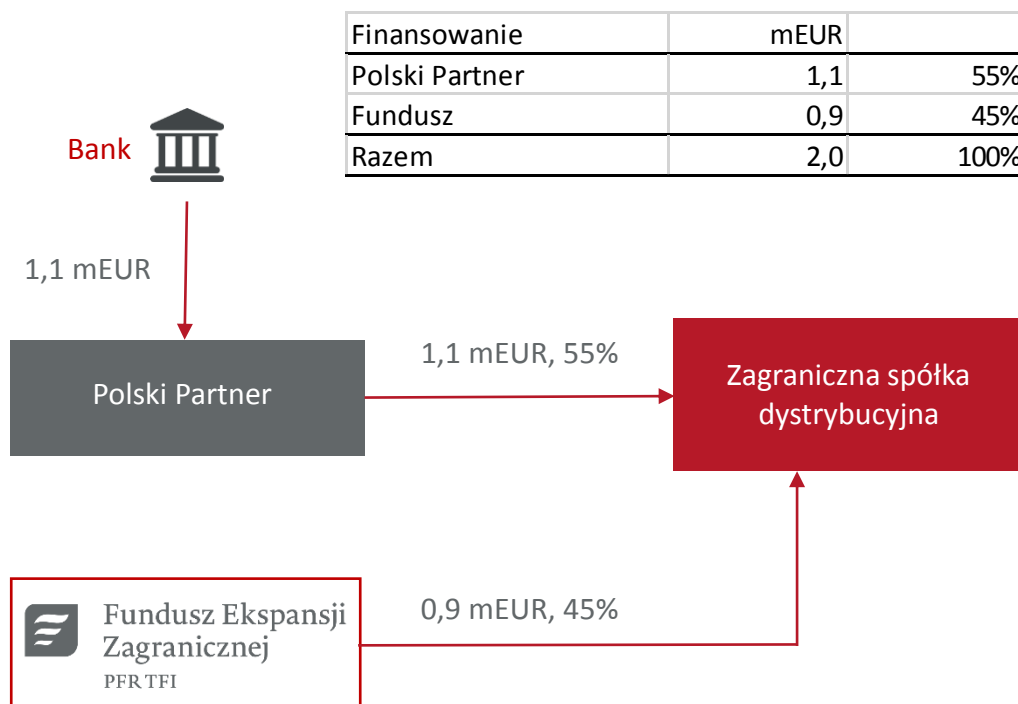 Finansowanie mEUR
Polski Partner 1,1 55%
Fundusz 0,9 45%
Razem 2,0 100%
Bank
1,1 mEUR
Polski Partner
1,1 mEUR, 55%
Zagraniczna spółka
dystrybucyjna
Fundusz Ekspansji
Zagranicznej
PFR TFI
0,9 mEUR, 45%